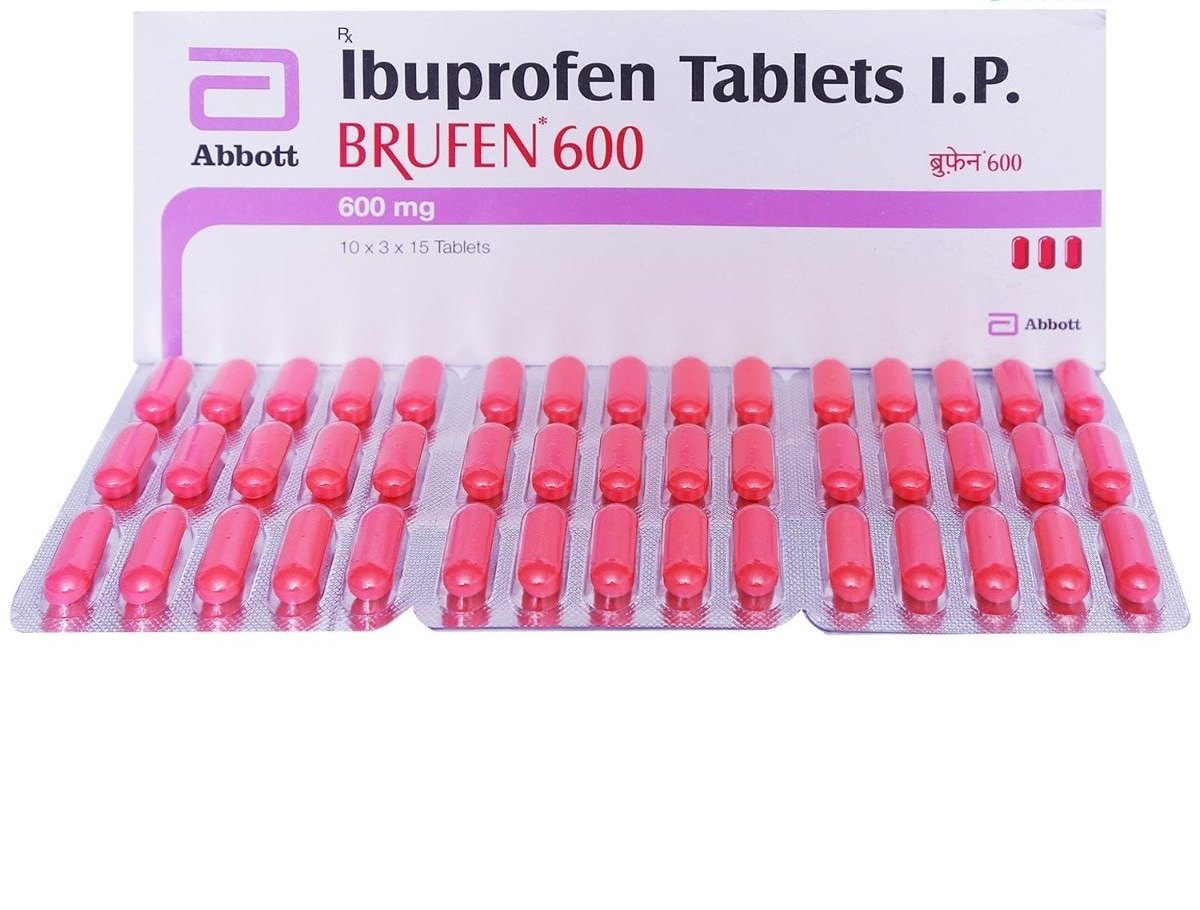 Rx
Ibuprofen Tablets I.P.
Abbott
BRUFEN* 600
ब्रुफ़ेन 600
600 mg
10 x 3 x 15 Tablets
Abbott